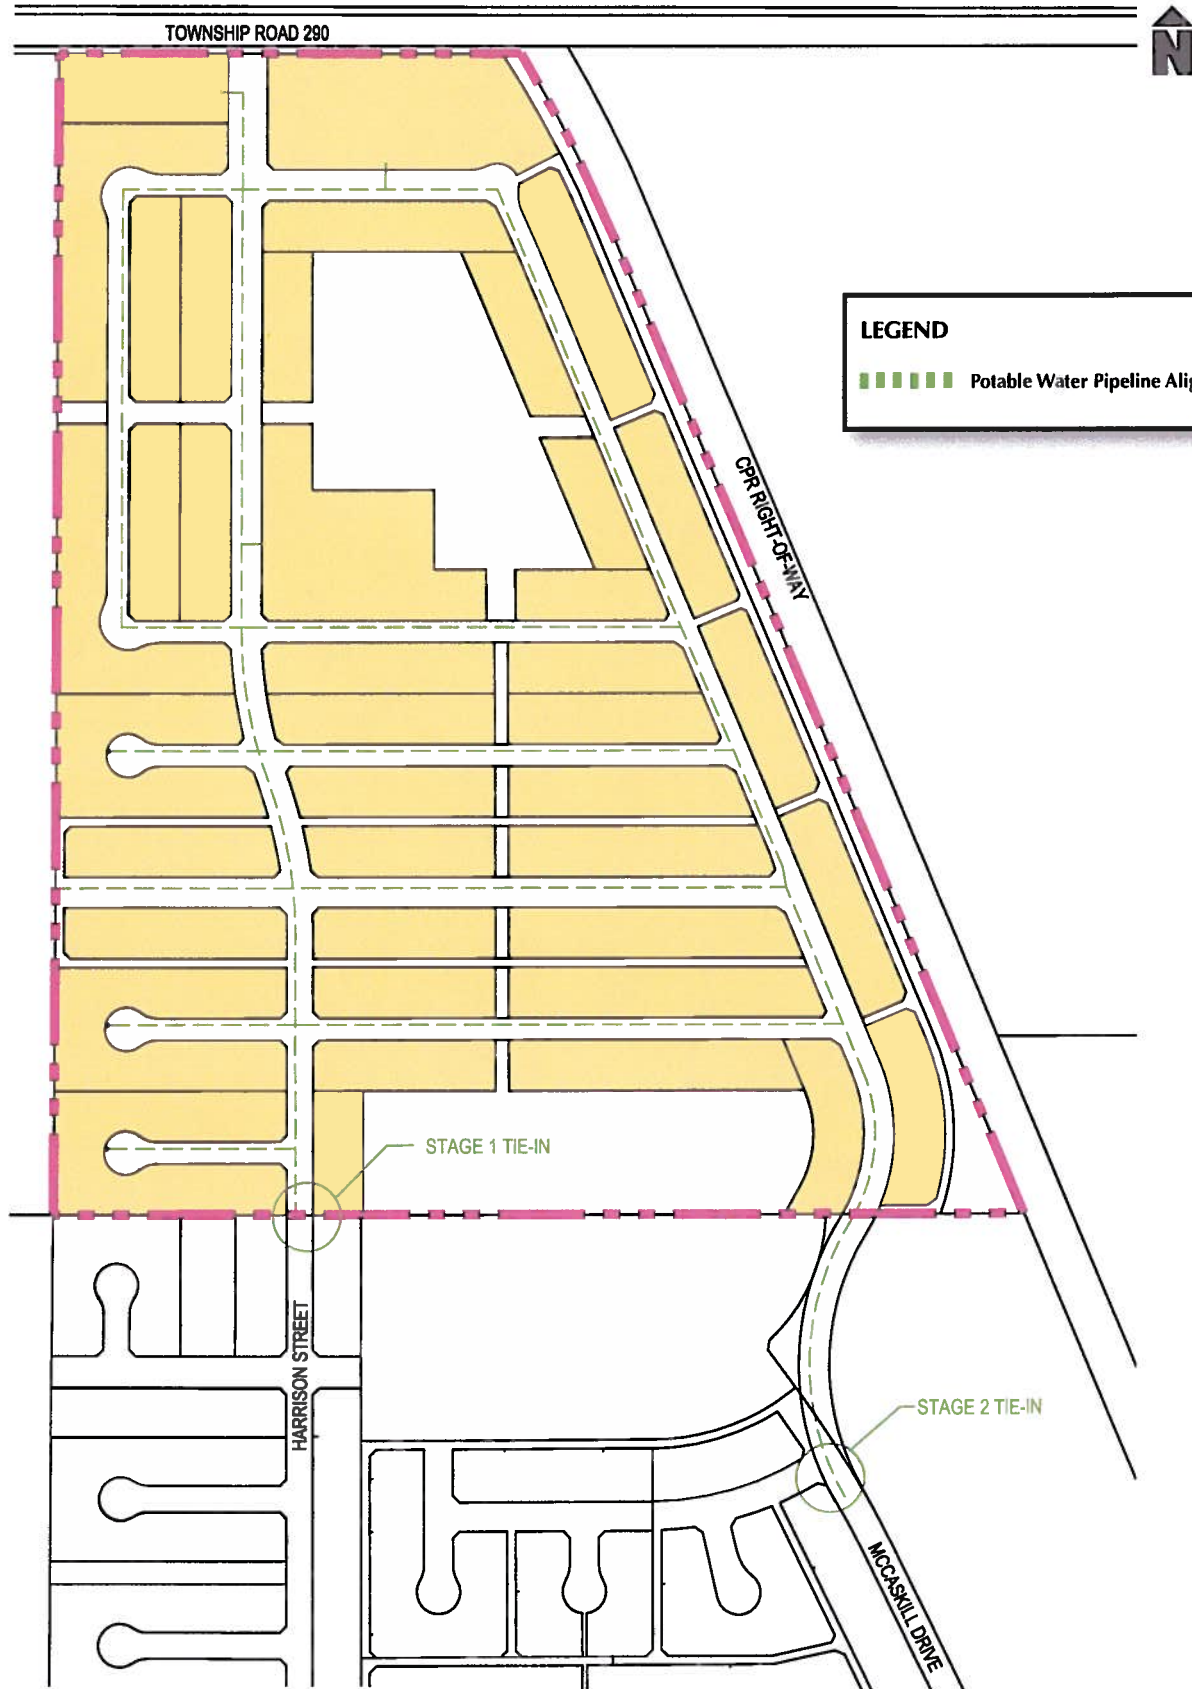 TOWNSHIP ROAD 290
N
LEGEND
Potable Water Pipeline Alig
CPR RIGHT-OF-WAY
STAGE 1 TIE-IN
HARRISON STREET
STAGE 2 TIE-IN
MCCASKILL DRIVE